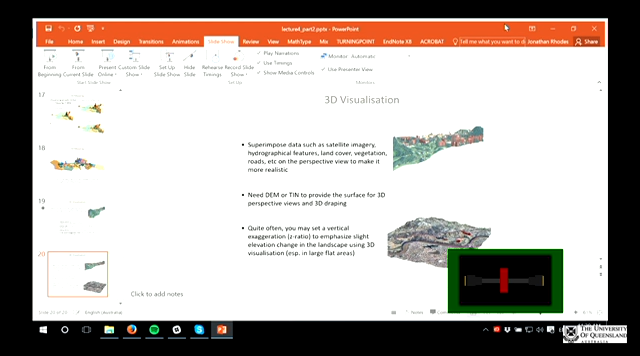 lecture4_part2.pptx - PowerPoint
File Home Insert Design Transitions Animations Slide Show Review View MathType Mix TURNINGPOINT EndNote X8 ACROBAT Tell me what you want to d Jonathan Rhodes Share
From Beginning
From Current Slide
Present Online
Custom Slide Show
Set Up Slide Show
Hide Slide
Rehearse Timings
Record Slide Show
Play Narrations
Use Timings
Show Media Controls
Monitor: Automatic
Use Presenter View
Start Slide Show
Set Up
Monitors
17
18
19
20
3D Visualisation
• Superimpose data such as satellite imagery,
hydrographical features, land cover, vegetation,
roads, etc on the perspective view to make it
more realistic
• Need DEM or TIN to provide the surface for 3D
perspective views and 3D draping
• Quite often, you may set a vertical
exaggeration (z-ratio) to emphasize slight
elevation change in the landscape using 3D
visualisation (esp. in large flat areas)
Click to add notes
English (Australia)
Notes
THE UNIVERSITY
OF QUEENSLAND
AUSTRALIA